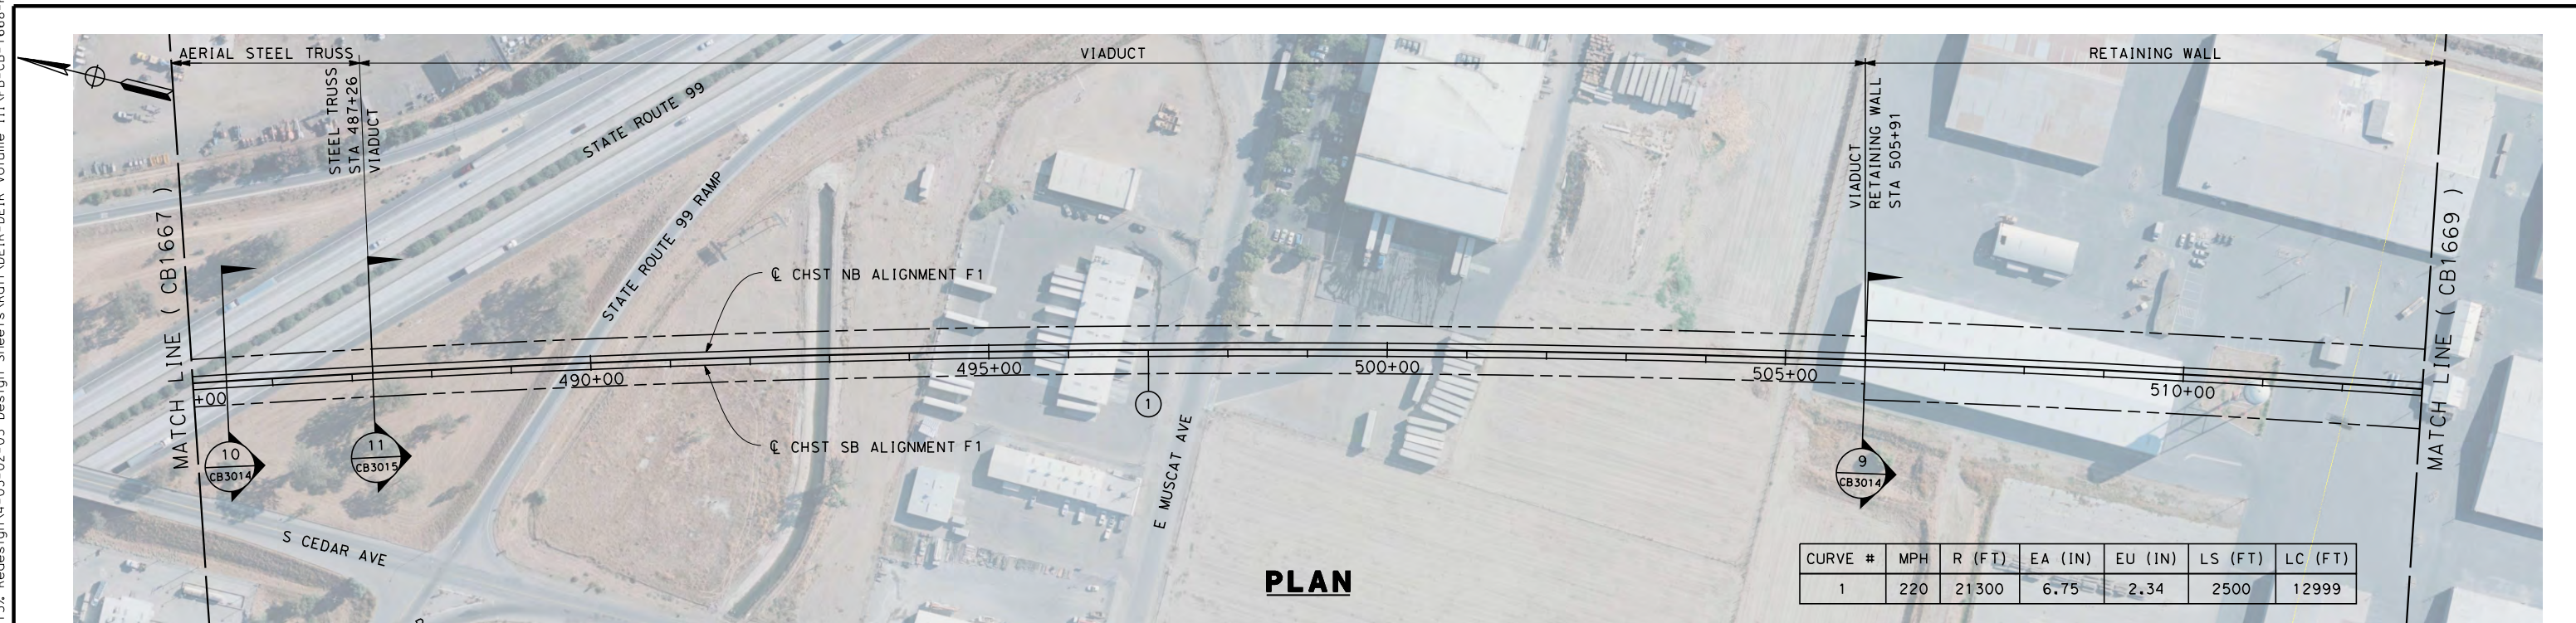 AERIAL STEEL TRUSS
VIADUCT
RETAINING WALL
STEEL TRUSS
STA 487+26
VIADUCT
STATE ROUTE 99
STATE ROUTE 99 RAMP
VIADUCT
RETAINING WALL
STA 505+91
MATCH LINE ( CB1667 )
MATCH LINE ( CB1669 )
℄ CHST NB ALIGNMENT F1
+00
490+00
495+00
500+00
505+00
510+00
1
℄ CHST SB ALIGNMENT F1
10
CB3014
11
CB3015
9
CB3014
E MUSCAT AVE
S CEDAR AVE
PLAN
CURVE # MPH R (FT) EA (IN) EU (IN) LS (FT) LC (FT)
1 220 21300 6.75 2.34 2500 12999